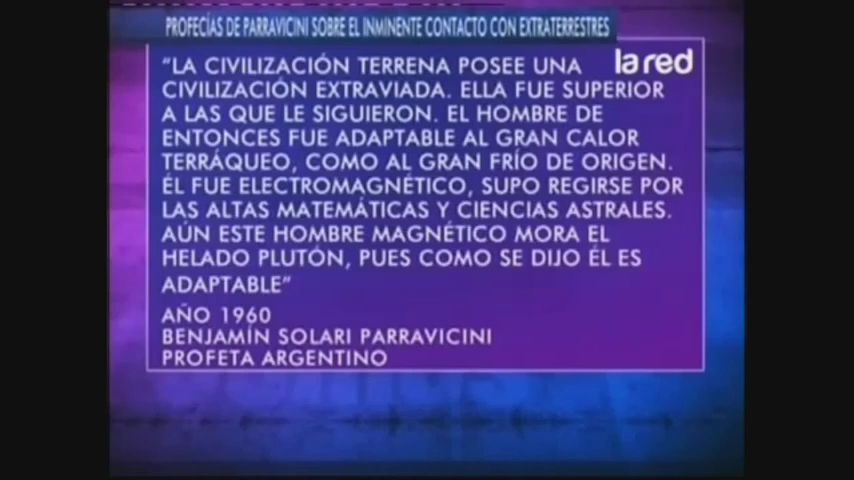 PROFECÍAS DE PARRAVICINI SOBRE EL INMINENTE CONTACTO CON EXTRATERRESTRES
la red
"LA CIVILIZACIÓN TERRENA POSEE UNA
CIVILIZACIÓN EXTRAVIADA. ELLA FUE SUPERIOR
A LAS QUE LE SIGUIERON. EL HOMBRE DE
ENTONCES FUE ADAPTABLE AL GRAN CALOR
TERRÁQUEO, COMO AL GRAN FRÍO DE ORIGEN.
ÉL FUE ELECTROMAGNÉTICO, SUPO REGIRSE POR
LAS ALTAS MATEMÁTICAS Y CIENCIAS ASTRALES.
AÚN ESTE HOMBRE MAGNÉTICO MORA EL
HELADO PLUTÓN, PUES COMO SE DIJO ÉL ES
ADAPTABLE"
AÑO 1960
BENJAMÍN SOLARI PARRAVICINI
PROFETA ARGENTINO